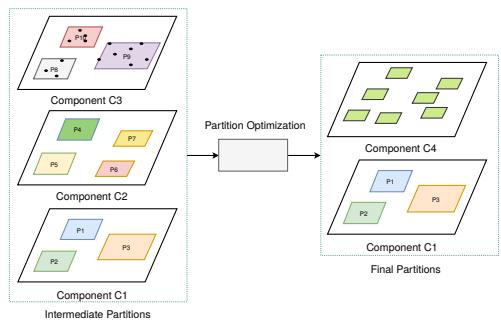 P10
P9
P8
Component C3
P4
P7
P5
P6
Component C2
P1
P3
P2
Component C1
Intermediate Partitions
Partition Optimization
Component C4
P1
P3
P2
Component C1
Final Partitions